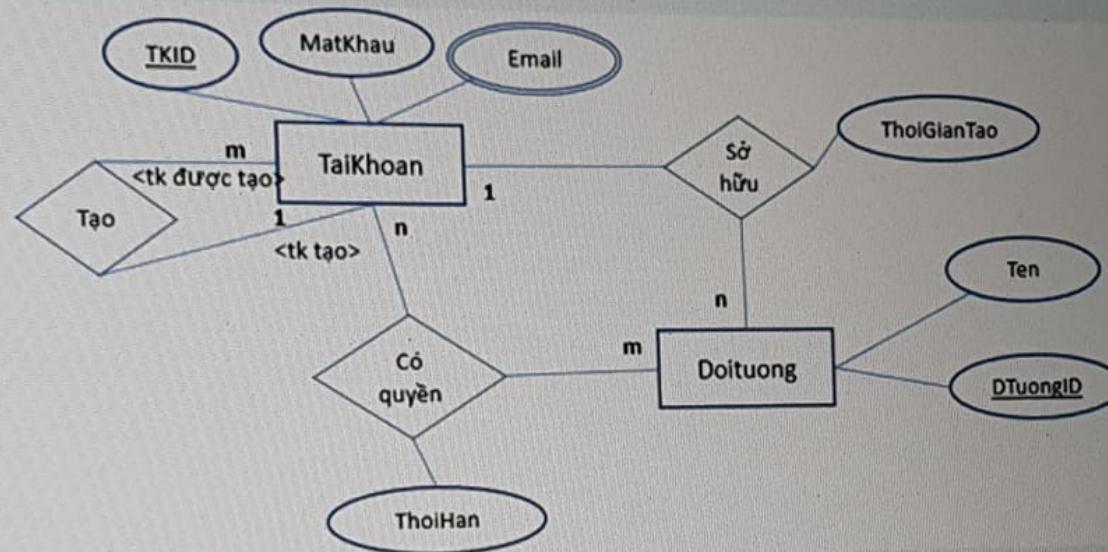 TKID
MatKhau
Email
ThoiGianTao
m
TaiKhoan
Sở
hữu
<tk được tạo>
1
Tạo
1
n
<tk tạo>
Ten
n
Có
quyền
m
Doituong
DTuongID
ThoiHan